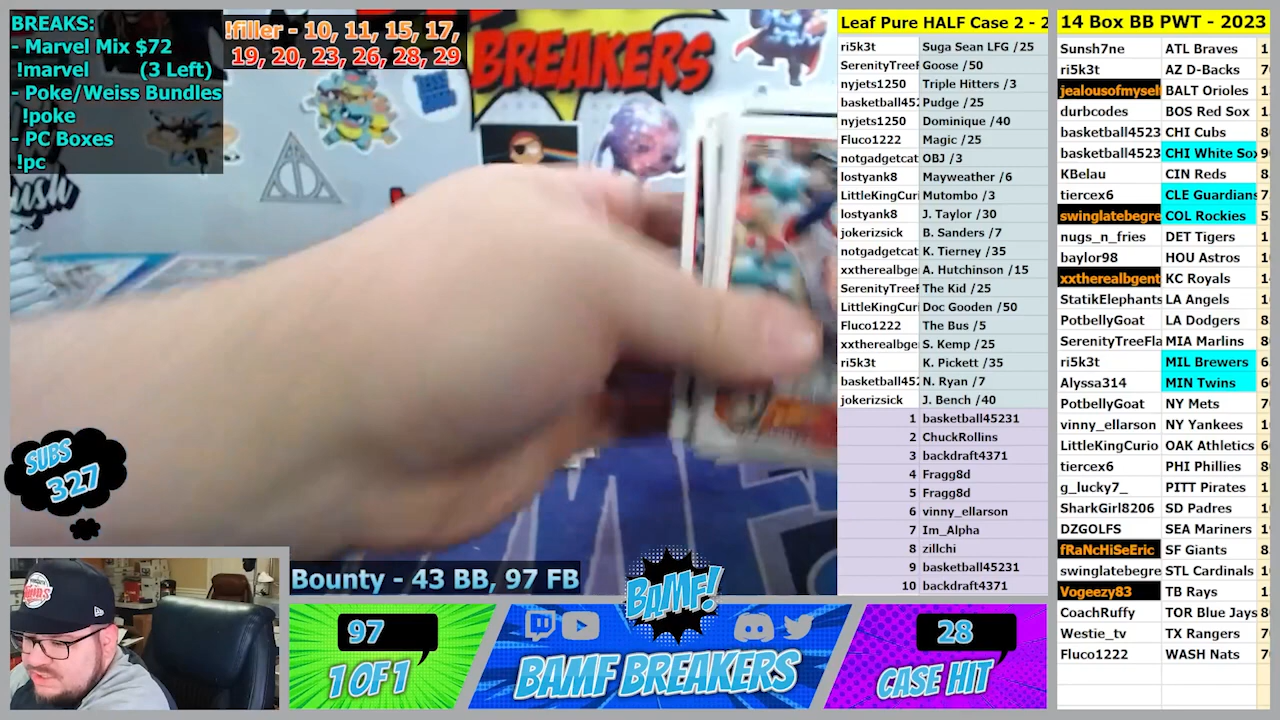 BREAKS:
- Marvel Mix $72
!marvel (3 Left)
- Poke/Weiss Bundles
!poke
- PC Boxes
!pc
!filler - 10, 11, 15, 17,
19, 20, 23, 26, 28, 29
BREAKERS
SUBS
327
Bounty - 43 BB, 97 FB
97
1 OF 1
BAMF!
BAMF BREAKERS
28
CASE HIT
Leaf Pure HALF Case 2 - 2
ri5k3t Suga Sean LFG /25
SerenityTreeF Goose /50
nyjets1250 Triple Hitters /3
basketball452 Pudge /25
nyjets1250 Dominique /40
Fluco1222 Magic /25
notgadgetcat OBJ /3
lostyank8 Mayweather /6
LittleKingCuri Mutombo /3
lostyank8 J. Taylor /30
jokerizsick B. Sanders /7
notgadgetcat K. Tierney /35
xxtherealbge A. Hutchinson /15
SerenityTreeF The Kid /25
LittleKingCuri Doc Gooden /50
Fluco1222 The Bus /5
xxtherealbge S. Kemp /25
ri5k3t K. Pickett /35
basketball452 N. Ryan /7
jokerizsick J. Bench /40
1 basketball45231
2 ChuckRollins
3 backdraft4371
4 Fragg8d
5 Fragg8d
6 vinny_ellarson
7 Im_Alpha
8 zillchi
9 basketball45231
10 backdraft4371
14 Box BB PWT - 2023
Sunsh7ne ATL Braves
ri5k3t AZ D-Backs
jealousofmyself BALT Orioles
durbcodes BOS Red Sox
basketball4523 CHI Cubs
basketball4523 CHI White Sox
KBelau CIN Reds
tiercex6 CLE Guardians
swinglatebegre COL Rockies
nugs_n_fries DET Tigers
baylor98 HOU Astros
xxtherealbgent KC Royals
StatikElephants LA Angels
PotbellyGoat LA Dodgers
SerenityTreeFla MIA Marlins
ri5k3t MIL Brewers
Alyssa314 MIN Twins
PotbellyGoat NY Mets
vinny_ellarson NY Yankees
LittleKingCurio OAK Athletics
tiercex6 PHI Phillies
g_lucky7_ PITT Pirates
SharkGirl8206 SD Padres
DZGOLFS SEA Mariners
fRaNcHiSeEric SF Giants
swinglatebegre STL Cardinals
Vogeezy83 TB Rays
CoachRuffy TOR Blue Jays
Westie_tv TX Rangers
Fluco1222 WASH Nats